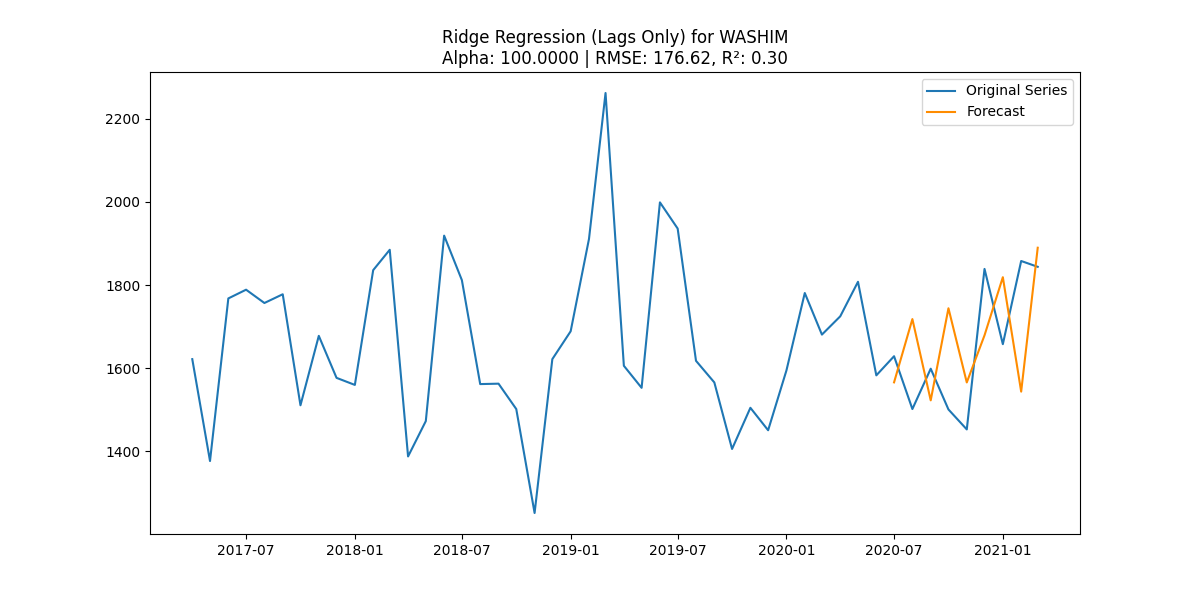 Ridge Regression (Lags Only) for WASHIM
Alpha: 100.0000 | RMSE: 176.62, R²: 0.30
Original Series
Forecast
2200
2000
1800
1600
1400
2017-07 2018-01 2018-07 2019-01 2019-07 2020-01 2020-07 2021-01